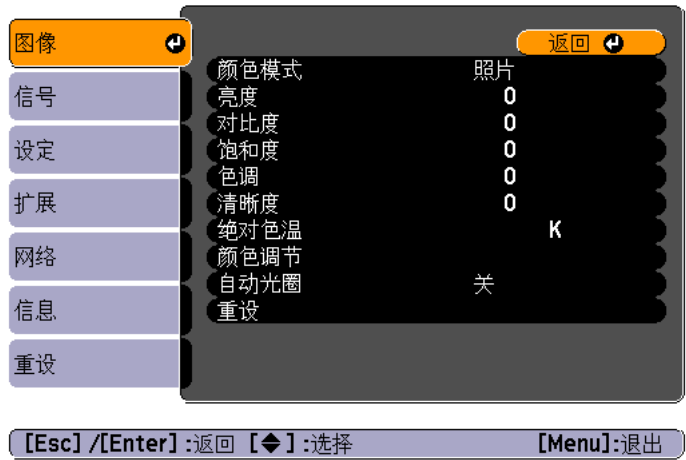 图像
返回
颜色模式 照片
亮度 0
信号
对比度 0
饱和度 0
设定
色调 0
清晰度 0
扩展
绝对色温 K
颜色调节
网络
自动光圈 关
重设
信息
重设
[Esc] /[Enter] :返回 [◆] :选择 [Menu]:退出